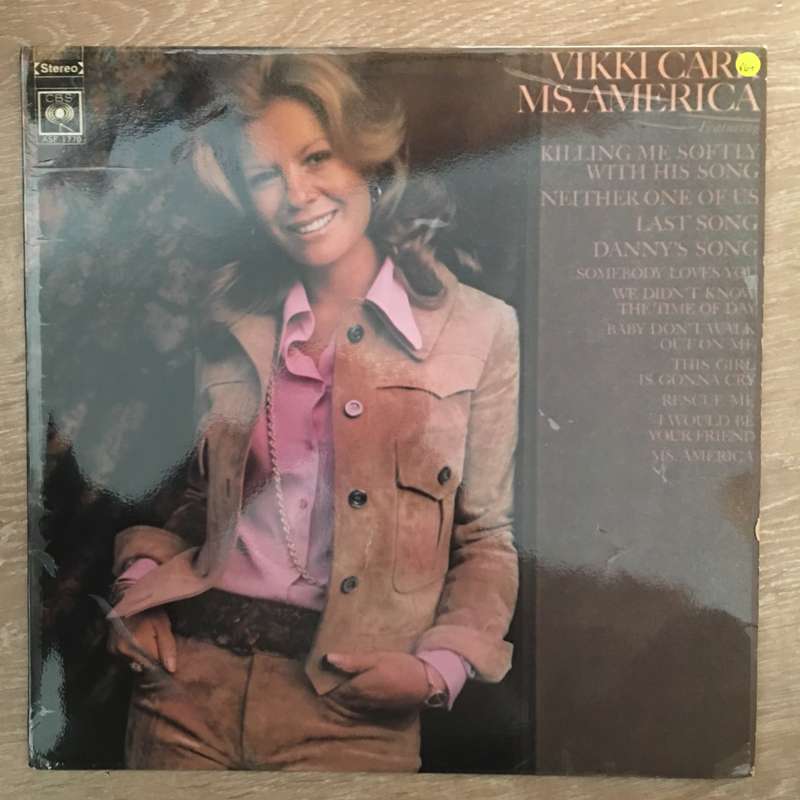 Stereo
CBS
ASF 1770
VIKKI CARR
MS. AMERICA
KILLING ME SOFTLY
WITH HIS SONG
NEITHER ONE OF US
LAST SONG
DANNY'S SONG
SOMEBODY LOVES YOU
WE DIDN'T KNOW
THE TIME OF DAY
BABY DON'T WALK
OUT ON ME
THIS GIRL
IS GONNA CRY
RESCUE ME
I WOULD BE
YOUR FRIEND
MS. AMERICA